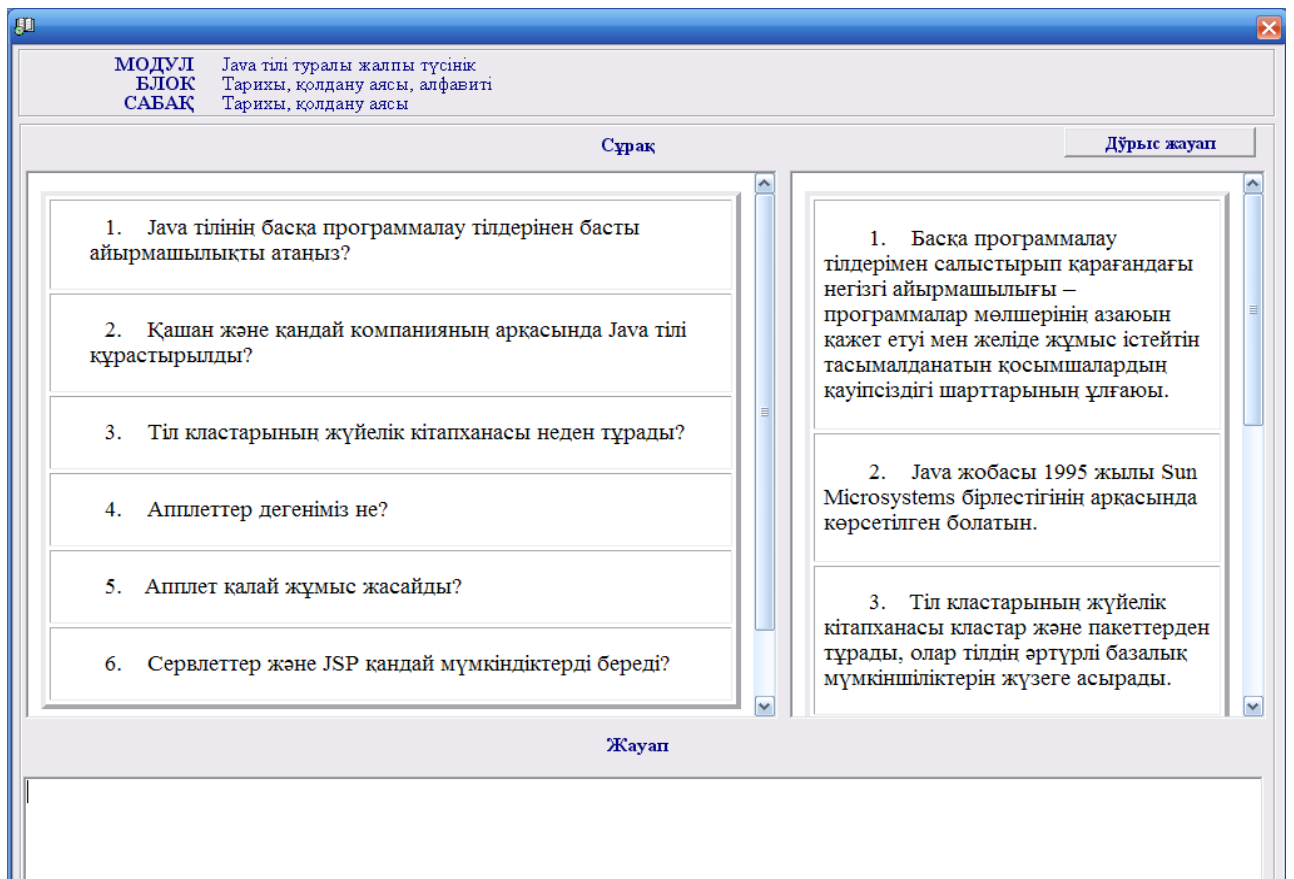 МОДУЛ Java тілі туралы жалпы түсінік
БЛОК Тарихы, қолдану аясы, алфавиті
САБАҚ Тарихы, қолдану аясы
Сұрақ
Дўрыс жауап
1. Java тілінің басқа программалау тілдерінен басты
айырмашылықты атаңыз?
2. Қашан және қандай компанияның арқасында Java тілі
құрастырылды?
3. Тіл кластарының жүйелік кітапханасы неден тұрады?
4. Апплеттер дегеніміз не?
5. Апплет қалай жұмыс жасайды?
6. Сервлеттер және JSP қандай мүмкіндіктерді береді?
1. Басқа программалау
тілдерімен салыстырып қарағандағы
негізгі айырмашылығы –
программалар мөлшерінің азаюын
қажет етуі мен желіде жұмыс істейтін
тасымалданатын қосымшалардың
қауіпсіздігі шарттарының ұлғаюы.
2. Java жобасы 1995 жылы Sun
Microsystems бірлестігінің арқасында
көрсетілген болатын.
3. Тіл кластарының жүйелік
кітапханасы кластар және пакеттерден
тұрады, олар тілдің әртүрлі базалық
мүмкіншіліктерін жүзеге асырады.
Жауап